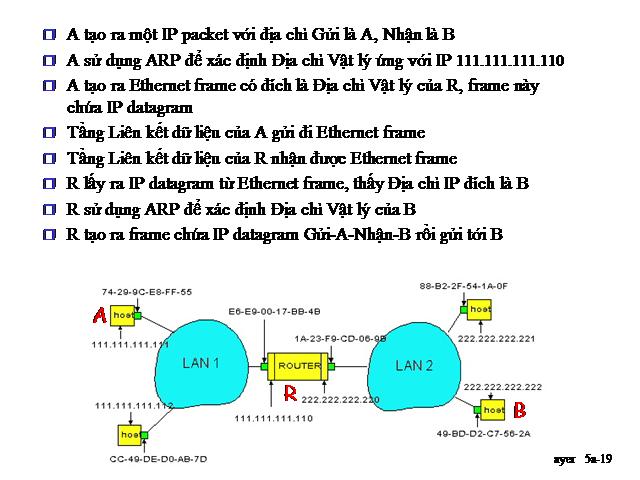 A tạo ra một IP packet với địa chỉ Gửi là A, Nhận là B
A sử dụng ARP để xác định Địa chỉ Vật lý ứng với IP 111.111.111.110
A tạo ra Ethernet frame có đích là Địa chỉ Vật lý của R, frame này
chứa IP datagram
Tầng Liên kết dữ liệu của A gửi đi Ethernet frame
Tầng Liên kết dữ liệu của R nhận được Ethernet frame
R lấy ra IP datagram từ Ethernet frame, thấy Địa chỉ IP đích là B
R sử dụng ARP để xác định Địa chỉ Vật lý của B
R tạo ra frame chứa IP datagram Gửi-A-Nhận-B rồi gửi tới B
74-29-9C-E8-FF-55
88-B2-2F-54-1A-0F
A
host
E6-E9-00-17-BB-4B
host
111.111.111.111
1A-23-F9-CD-06-9B
222.222.222.221
LAN 1
ROUTER
LAN 2
R
222.222.222.220
222.222.222.222
111.111.111.112
111.111.111.110
host
B
host
49-BD-D2-C7-56-2A
CC-49-DE-D0-AB-7D
ayer 5a-19